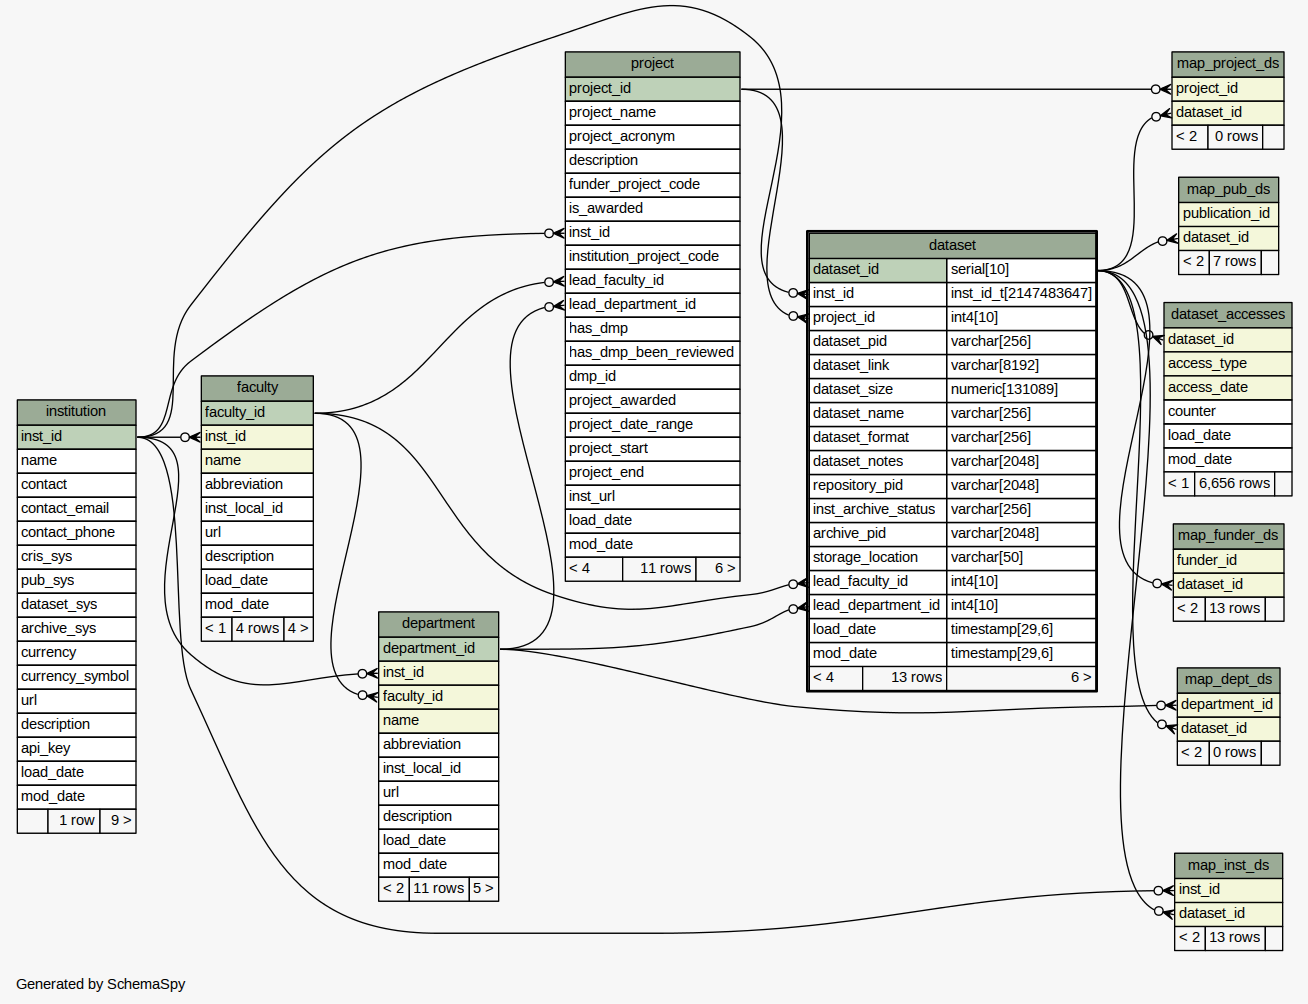 project
project_id
project_name
project_acronym
description
funder_project_code
is_awarded
inst_id
institution_project_code
lead_faculty_id
lead_department_id
has_dmp
has_dmp_been_reviewed
dmp_id
project_awarded
project_date_range
project_start
project_end
inst_url
load_date
mod_date
< 4 11 rows 6 >
map_project_ds
project_id
dataset_id
< 2 0 rows
map_pub_ds
publication_id
dataset_id
< 2 7 rows
dataset
dataset_id serial[10]
inst_id inst_id_t[2147483647]
project_id int4[10]
dataset_pid varchar[256]
dataset_link varchar[8192]
dataset_size numeric[131089]
dataset_name varchar[256]
dataset_format varchar[256]
dataset_notes varchar[2048]
repository_pid varchar[2048]
inst_archive_status varchar[256]
archive_pid varchar[2048]
storage_location varchar[50]
lead_faculty_id int4[10]
lead_department_id int4[10]
load_date timestamp[29,6]
mod_date timestamp[29,6]
< 4 13 rows 6 >
dataset_accesses
dataset_id
access_type
access_date
counter
load_date
mod_date
< 1 6,656 rows
faculty
faculty_id
inst_id
name
abbreviation
inst_local_id
url
description
load_date
mod_date
< 1 4 rows 4 >
institution
inst_id
name
contact
contact_email
contact_phone
cris_sys
pub_sys
dataset_sys
archive_sys
currency
currency_symbol
url
description
api_key
load_date
mod_date
1 row 9 >
map_funder_ds
funder_id
dataset_id
< 2 13 rows
department
department_id
inst_id
faculty_id
name
abbreviation
inst_local_id
url
description
load_date
mod_date
< 2 11 rows 5 >
map_dept_ds
department_id
dataset_id
< 2 0 rows
map_inst_ds
inst_id
dataset_id
< 2 13 rows
Generated by SchemaSpy